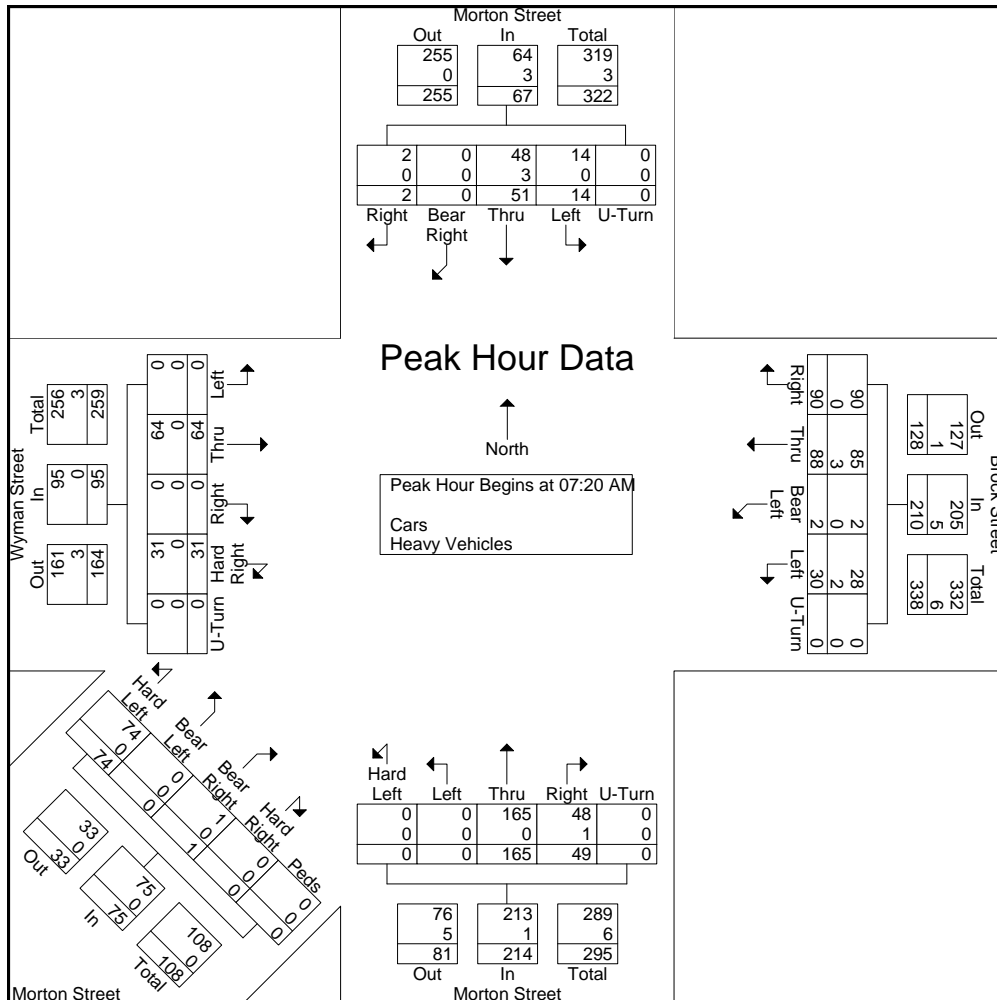 Morton Street
Out In Total
255 64 319
0 3 3
255 67 322
2 0 48 14 0
0 0 3 0 0
2 0 51 14 0
Right Bear Right Thru Left U-Turn
Peak Hour Data
North
Peak Hour Begins at 07:20 AM
Cars
Heavy Vehicles
Wyman Street
Total In Out
256 95 161
3 0 3
259 95 164
0 64 0 31 0
0 0 0 0 0
0 64 0 31 0
Left Thru Right Hard Right U-Turn
Right Thru Bear Left Left U-Turn
90 85 2 28 0
0 3 0 2 0
90 88 2 30 0
Out In Total
127 205 332
1 5 6
128 210 338
Hard Left Bear Left Bear Right Hard Right Peds
74 0 1 0 0
0 0 0 0 0
74 0 1 0 0
33 75 108
0 0 0
33 75 108
Out In Total
Morton Street
Hard Left Left Thru Right U-Turn
0 0 165 48 0
0 0 0 1 0
0 0 165 49 0
76 213 289
5 1 6
81 214 295
Out In Total
Morton Street